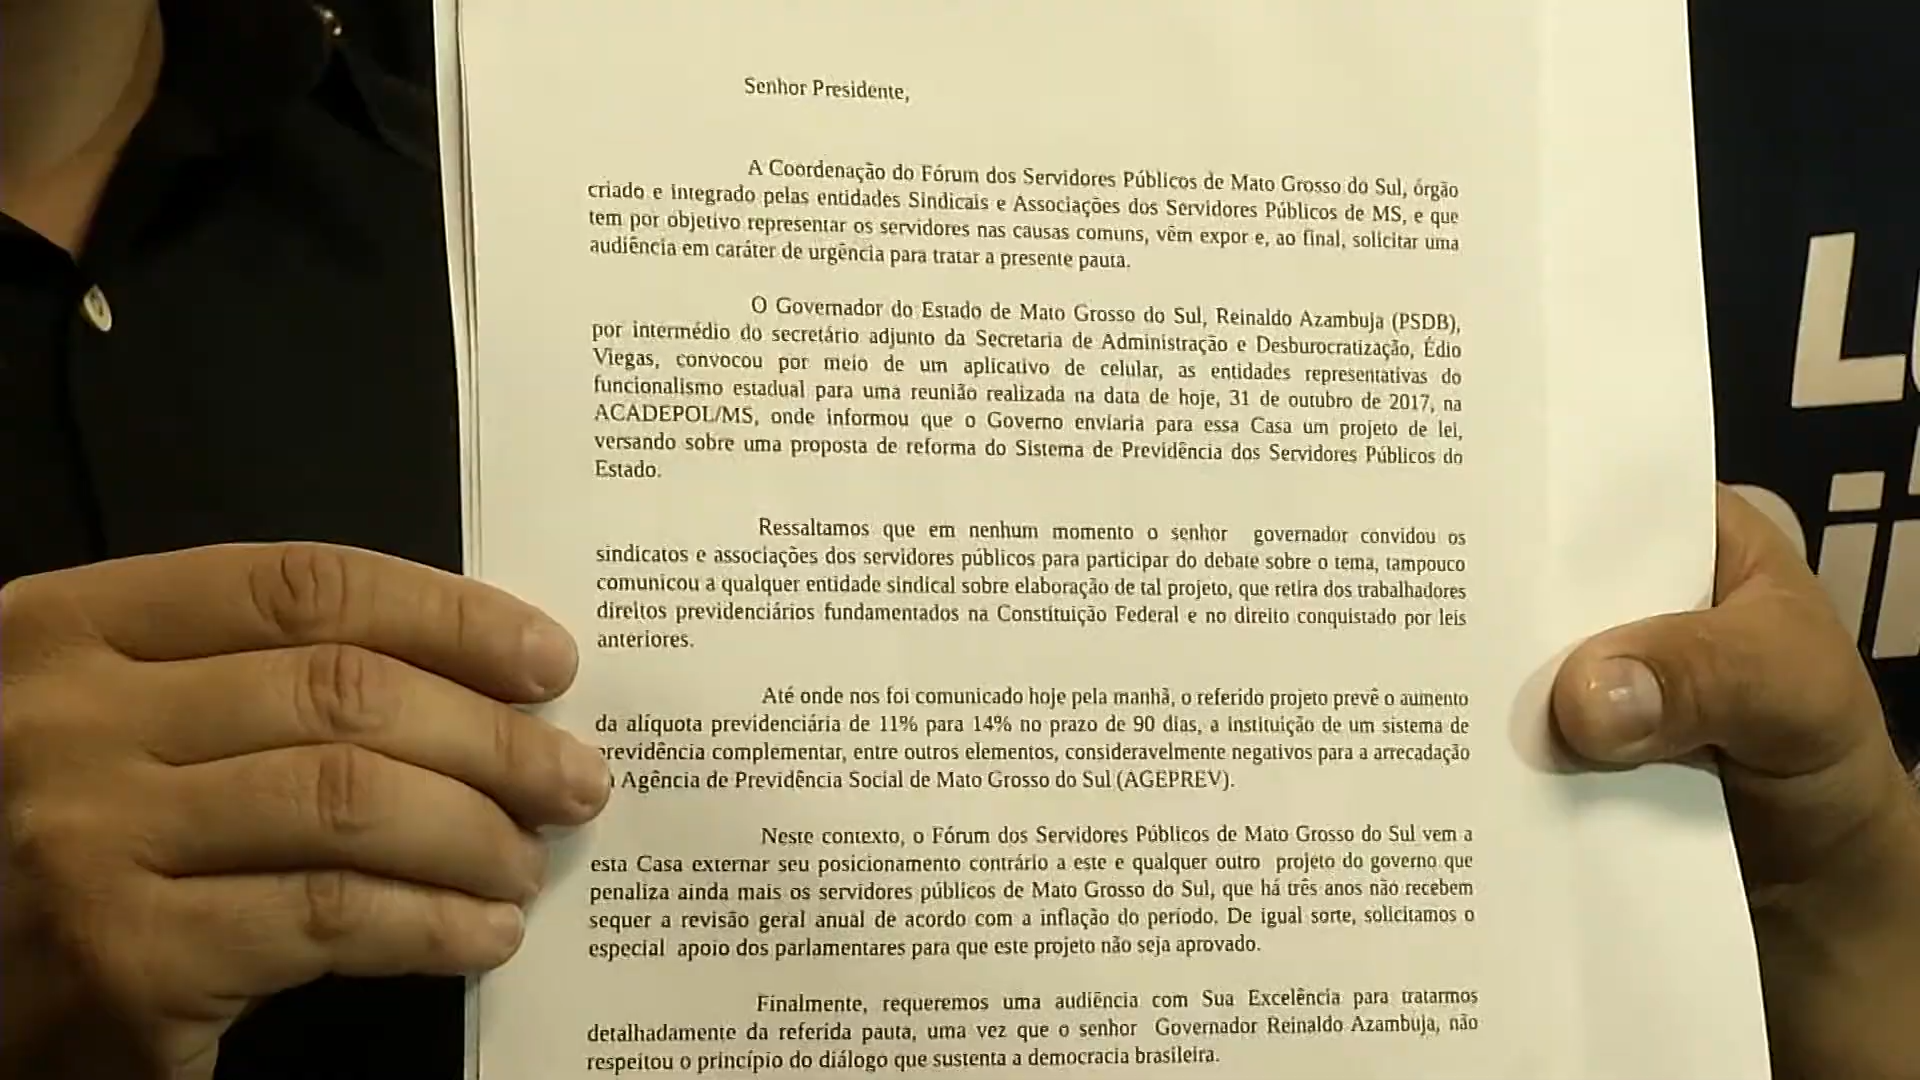 Senhor Presidente,
A Coordenação do Fórum dos Servidores Públicos de Mato Grosso do Sul, órgão
criado e integrado pelas entidades Sindicais e Associações dos Servidores Públicos de MS, e que
tem por objetivo representar os servidores nas causas comuns, vêm expor e, ao final, solicitar uma
audiência em caráter de urgência para tratar a presente pauta.
O Governador do Estado de Mato Grosso do Sul, Reinaldo Azambuja (PSDB),
por intermédio do secretário adjunto da Secretaria de Administração e Desburocratização, Édio
Viegas, convocou por meio de um aplicativo de celular, as entidades representativas do
funcionalismo estadual para uma reunião realizada na data de hoje, 31 de outubro de 2017, na
ACADEPOL/MS, onde informou que o Governo enviaria para essa Casa um projeto de lei,
versando sobre uma proposta de reforma do Sistema de Previdência dos Servidores Públicos do
Estado.
Ressaltamos que em nenhum momento o senhor governador convidou os
sindicatos e associações dos servidores públicos para participar do debate sobre o tema, tampouco
comunicou a qualquer entidade sindical sobre elaboração de tal projeto, que retira dos trabalhadores
direitos previdenciários fundamentados na Constituição Federal e no direito conquistado por leis
anteriores.
Até onde nos foi comunicado hoje pela manhã, o referido projeto prevê o aumento
da alíquota previdenciária de 11% para 14% no prazo de 90 dias, a instituição de um sistema de
previdência complementar, entre outros elementos, consideravelmente negativos para a arrecadação
Agência de Previdência Social de Mato Grosso do Sul (AGEPREV).
Neste contexto, o Fórum dos Servidores Públicos de Mato Grosso do Sul vem a
esta Casa externar seu posicionamento contrário a este e qualquer outro projeto do governo que
penaliza ainda mais os servidores públicos de Mato Grosso do Sul, que há três anos não recebem
sequer a revisão geral anual de acordo com a inflação do período. De igual sorte, solicitamos o
especial apoio dos parlamentares para que este projeto não seja aprovado.
Finalmente, requeremos uma audiência com Sua Excelência para tratarmos
detalhadamente da referida pauta, uma vez que o senhor Governador Reinaldo Azambuja, não
respeitou o princípio do diálogo que sustenta a democracia brasileira.